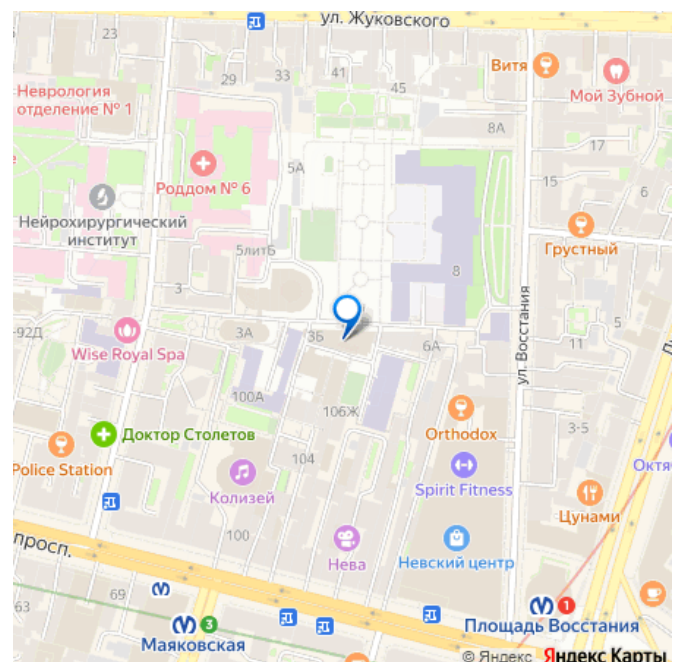 ул. Жуковского
23
29
33
41
45
Витя
Мой Зубной
Неврология
отделение № 1
8А
17
5А
Роддом № 6
15
6
Нейрохирургический
институт
5литБ
Грустный
8
3
ул. Восстания
5
-92Д
3А
3Б
6А
11
Wise Royal Spa
100А
106Ж
Orthodox
3-5
Доктор Столетов
Police Station
104
Spirit Fitness
Октя
Колизей
Цунами
100
Нева
Невский центр
просп.
69
63
3
1
Площадь Восстания
Маяковская
© Яндекс Яндекс Карты